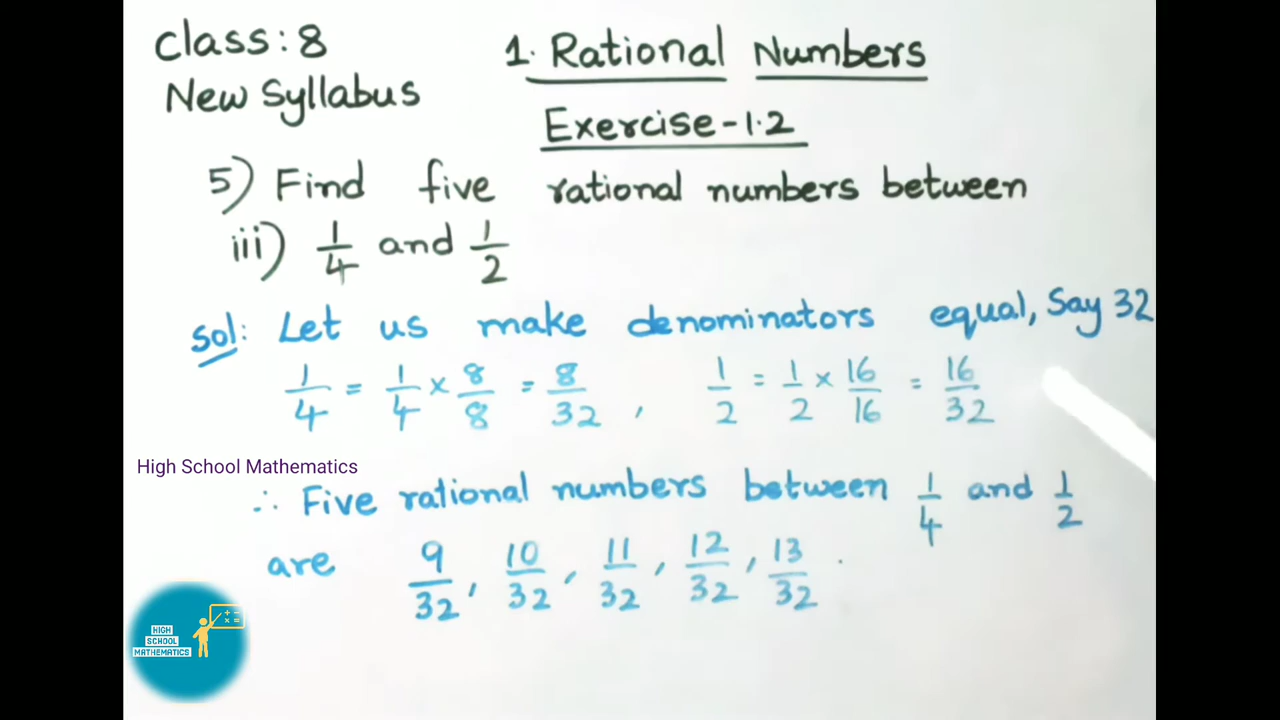 Class: 8
1. Rational Numbers
New Syllabus
Exercise-1.2
5) Find five rational numbers between
iii) 1/4 and 1/2
Sol: Let us make denominators equal, Say 32
1/4 = 1/4 × 8/8 = 8/32 , 1/2 = 1/2 × 16/16 = 16/32
High School Mathematics
∴ Five rational numbers between 1/4 and 1/2
are 9/32, 10/32, 11/32, 12/32, 13/32 .
HIGH
SCHOOL
MATHEMATICS